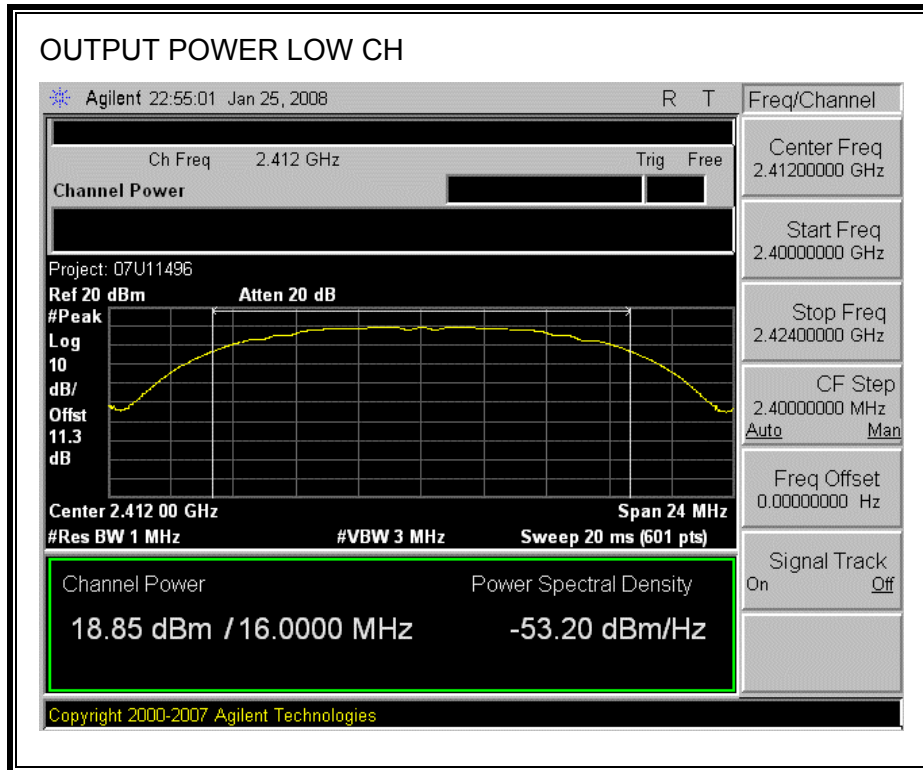 OUTPUT POWER LOW CH
Agilent 22:55:01 Jan 25, 2008 R T
Freq/Channel
Ch Freq 2.412 GHz Trig Free
Channel Power
Center Freq
2.41200000 GHz
Start Freq
2.40000000 GHz
Stop Freq
2.42400000 GHz
CF Step
2.40000000 MHz
Auto Man
Freq Offset
0.00000000 Hz
Signal Track
On Off
Project: 07U11496
Ref 20 dBm Atten 20 dB
#Peak
Log
10
dB/
Offst
11.3
dB
Center 2.412 00 GHz Span 24 MHz
#Res BW 1 MHz #VBW 3 MHz Sweep 20 ms (601 pts)
Channel Power Power Spectral Density
18.85 dBm / 16.0000 MHz -53.20 dBm/Hz
Copyright 2000-2007 Agilent Technologies